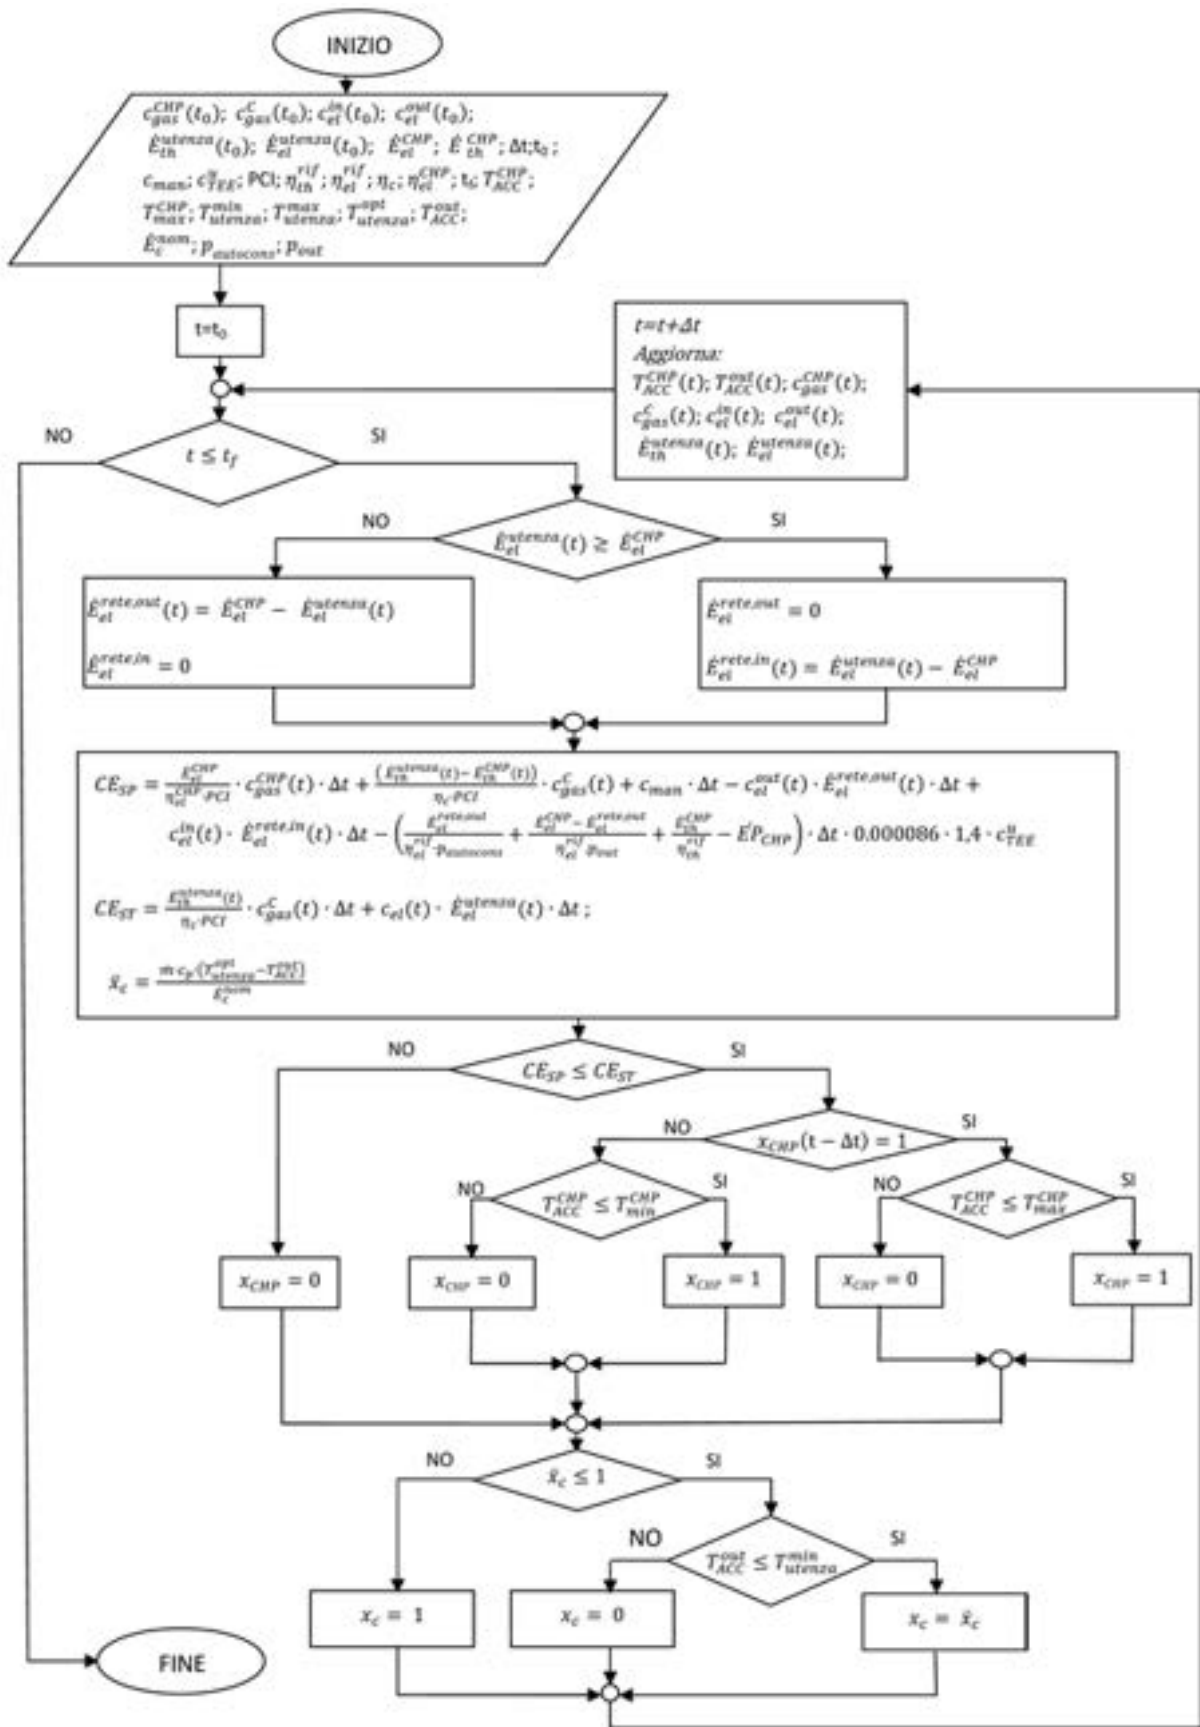 INIZIO
c_gas^CHP(t₀); c_gas^C(t₀); c_el^in(t₀); c_el^out(t₀);
Ė_th^utenza(t₀); Ė_el^utenza(t₀); Ė_el^CHP; Ė_th^CHP; Δt;t₀;
c_man; c_TEE^u; PCI; η_th^rif; η_el^rif; η_c; η_el^CHP; t_f; T_ACC^CHP;
T_max^CHP; T_utenza^min; T_utenza^max; T_utenza^opt; T_ACC^out;
Ė_c^nom; p_autocons; p_out
t=t₀
t=t+Δt
Aggiorna:
T_ACC^CHP(t); T_ACC^out(t); c_gas^CHP(t);
c_gas^C(t); c_el^in(t); c_el^out(t);
Ė_th^utenza(t); Ė_el^utenza(t);
NO
t ≤ t_f
SI
NO
Ė_el^utenza(t) ≥ Ė_el^CHP
SI
Ė_el^rete,out(t) = Ė_el^CHP − Ė_el^utenza(t)
Ė_el^rete,in = 0
Ė_el^rete,out = 0
Ė_el^rete,in(t) = Ė_el^utenza(t) − Ė_el^CHP
CE_SP = Ė_el^CHP / (η_el^CHP·PCI) · c_gas^CHP(t) · Δt + (Ė_th^utenza(t)−Ė_th^CHP(t)) / (η_c·PCI) · c_gas^C(t) + c_man · Δt − c_el^out(t) · Ė_el^rete,out(t) · Δt +
c_el^in(t) · Ė_el^rete,in(t) · Δt − (Ė_el^rete,out / (η_el^rif·p_autocons) + (Ė_el^CHP−Ė_el^rete,out) / (η_el^rif·p_out) + Ė_th^CHP / η_th^rif − ĖP_CHP) · Δt · 0.000086 · 1,4 · c_TEE^u
CE_ST = Ė_th^utenza(t) / (η_c·PCI) · c_gas^C(t) · Δt + c_el(t) · Ė_el^utenza(t) · Δt ;
x̄_c = ṁ·c_p·(T_utenza^opt−T_ACC^out) / Ė_c^nom
NO
CE_SP ≤ CE_ST
SI
NO
x_CHP(t − Δt) = 1
SI
NO
T_ACC^CHP ≤ T_min^CHP
SI
NO
T_ACC^CHP ≤ T_max^CHP
SI
x_CHP = 0
x_CHP = 0
x_CHP = 1
x_CHP = 0
x_CHP = 1
NO
x̄_c ≤ 1
SI
NO
T_ACC^out ≤ T_utenza^min
SI
x_c = 1
x_c = 0
x_c = x̄_c
FINE